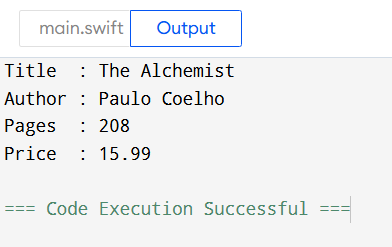 main.swift Output
Title  : The Alchemist
Author : Paulo Coelho
Pages  : 208
Price  : 15.99
=== Code Execution Successful ===